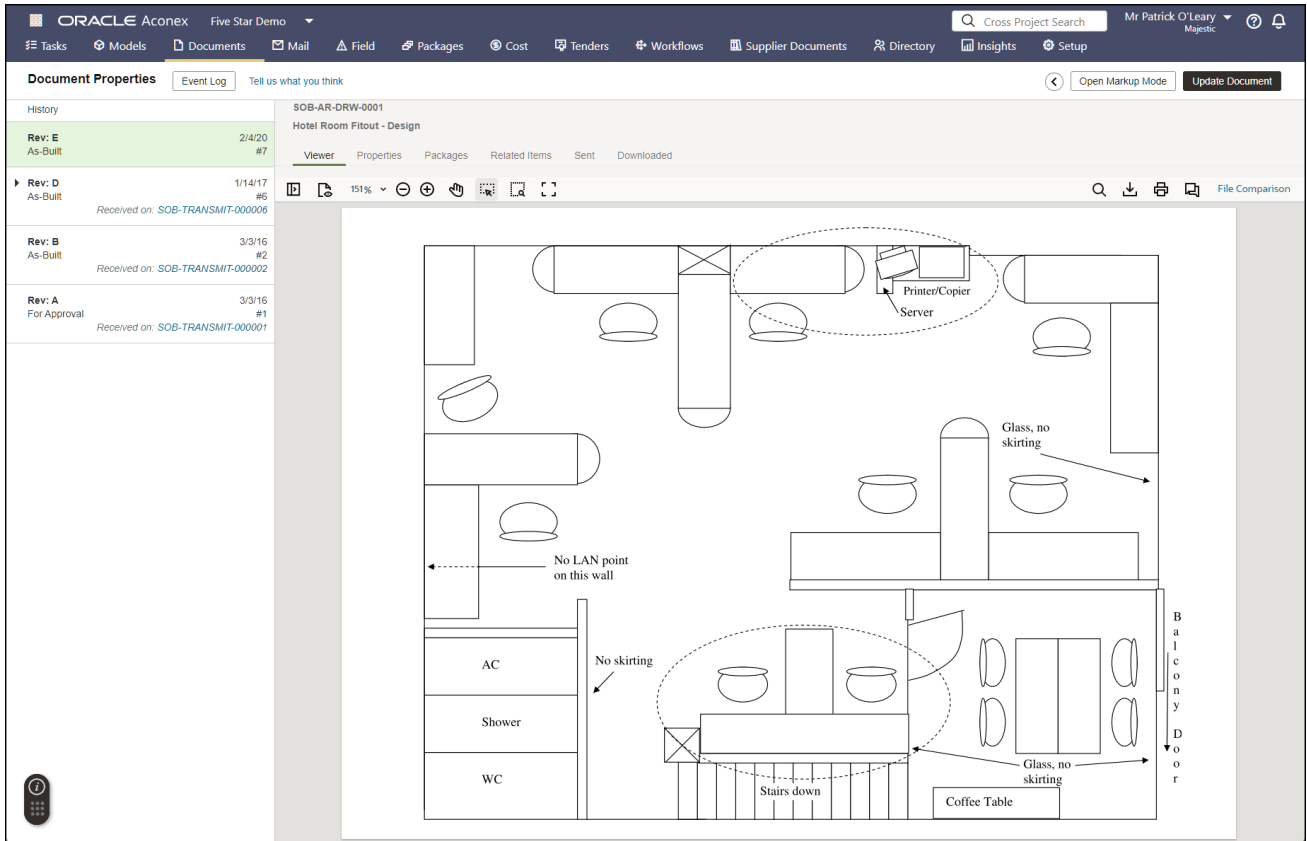 ORACLE Aconex Five Star Demo
Cross Project Search
Mr Patrick O'Leary
Majestic
Tasks Models Documents Mail Field Packages Cost Tenders Workflows Supplier Documents Directory Insights Setup
Document Properties Event Log Tell us what you think Open Markup Mode Update Document
History
Rev: E 2/4/20
As-Built #7
Rev: D 1/14/17
As-Built #6
Received on: SOB-TRANSMIT-000006
Rev: B 3/3/16
As-Built #2
Received on: SOB-TRANSMIT-000002
Rev: A 3/3/16
For Approval #1
Received on: SOB-TRANSMIT-000001
SOB-AR-DRW-0001
Hotel Room Fitout - Design
Viewer Properties Packages Related Items Sent Downloaded
151% File Comparison
Printer/Copier
Server
Glass, no
skirting
No LAN point
on this wall
AC
No skirting
Shower
WC
Stairs down
Balcony Door
Glass, no
skirting
Coffee Table